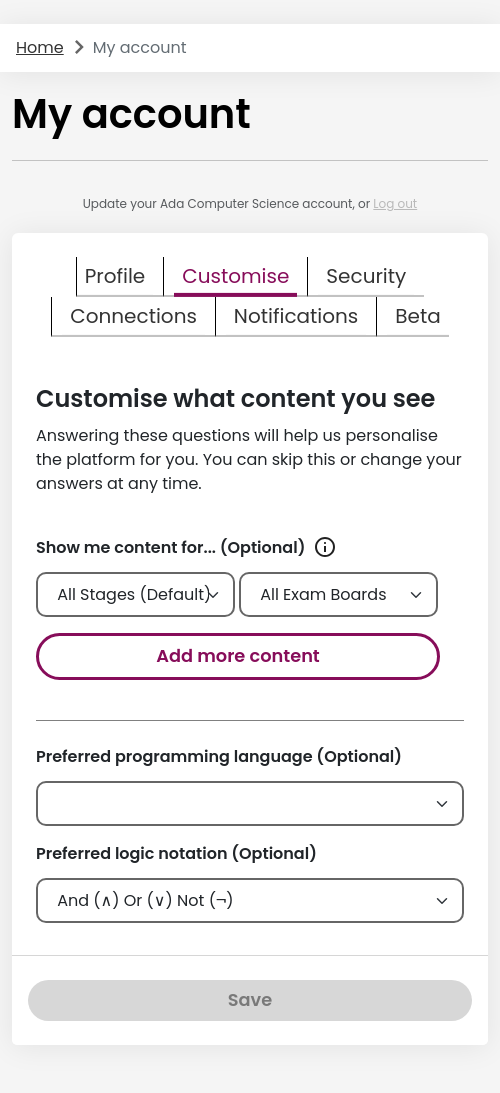 Home My account
My account
Update your Ada Computer Science account, or Log out
Profile Customise Security
Connections Notifications Beta
Customise what content you see
Answering these questions will help us personalise
the platform for you. You can skip this or change your
answers at any time.
Show me content for... (Optional)
All Stages (Default) All Exam Boards
Add more content
Preferred programming language (Optional)
Preferred logic notation (Optional)
And (∧) Or (∨) Not (¬)
Save